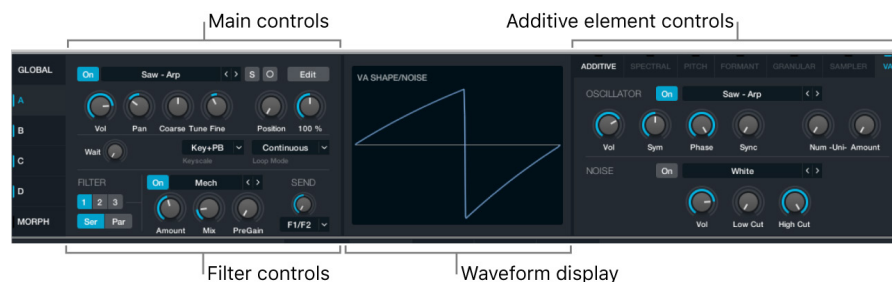 Main controls
Additive element controls
GLOBAL
On Saw - Arp < > S O Edit
Vol Pan Coarse Tune Fine Position 100 %
A
B
C
D
MORPH
Wait
Key+PB
Keyscale
Continuous
Loop Mode
FILTER
1 2 3
Ser Par
On Mech < >
Amount Mix PreGain
SEND
F1/F2
VA SHAPE/NOISE
ADDITIVE SPECTRAL PITCH FORMANT GRANULAR SAMPLER VA
OSCILLATOR On Saw - Arp < >
Vol Sym Phase Sync Num -Uni- Amount
NOISE On White < >
Vol Low Cut High Cut
Filter controls
Waveform display